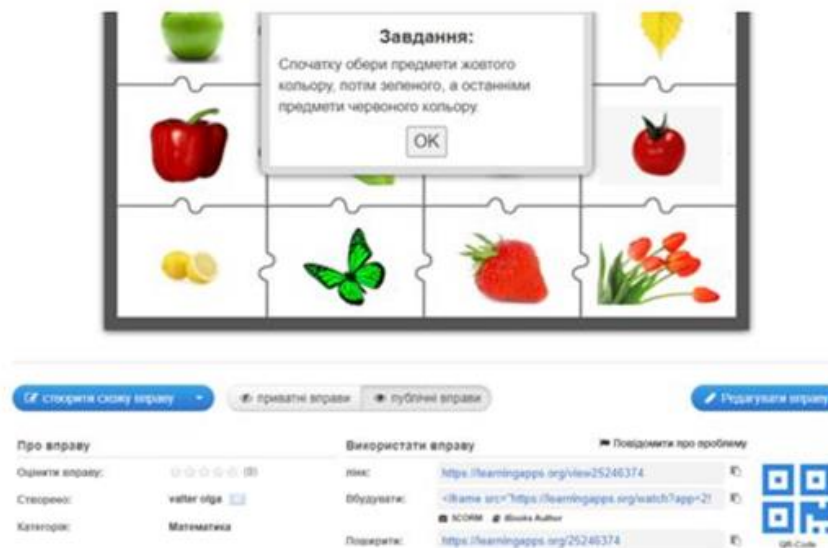 Завдання:
Спочатку обери предмети жовтого
кольору, потім зеленого, а останніми
предмети червоного кольору.
OK
створити схожу вправу
приватні вправи
публічні вправи
Редагувати вправу
Про вправу
Використати вправу
Повідомити про проблему
Оцінити вправу: (0)
лінк: https://learningapps.org/view25246374
Створено: valter olga
Вбудувати: <iframe src="https://learningapps.org/watch?app=2!
SCORM iBooks Author
Категорія: Математика
Поширити: https://learningapps.org/25246374
QR-Code